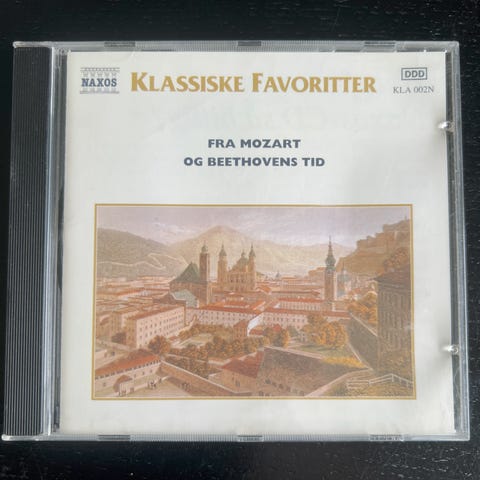 NAXOS
KLASSISKE FAVORITTER
DDD
KLA 002N
FRA MOZART
OG BEETHOVENS TID